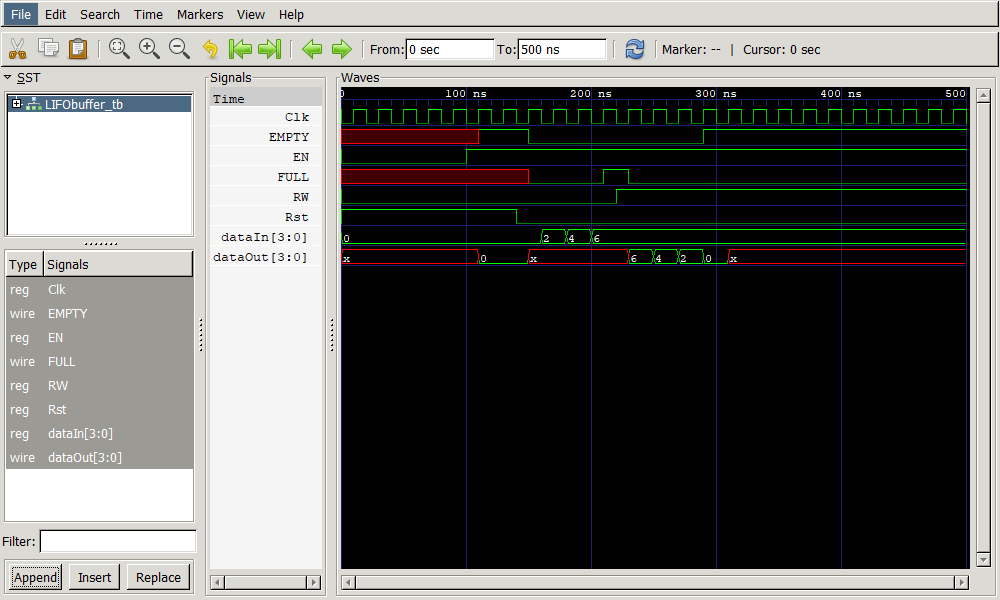 File Edit Search Time Markers View Help
From: 0 sec To: 500 ns Marker: -- | Cursor: 0 sec
SST
LIFObuffer_tb
Type Signals
reg Clk
wire EMPTY
reg EN
wire FULL
reg RW
reg Rst
reg dataIn[3:0]
wire dataOut[3:0]
Filter:
Append Insert Replace
Signals
Time
Clk
EMPTY
EN
FULL
RW
Rst
dataIn[3:0]
dataOut[3:0]
Waves
0 100 ns 200 ns 300 ns 400 ns 500
0 2 4 6
x 0 x 6 4 2 0 x